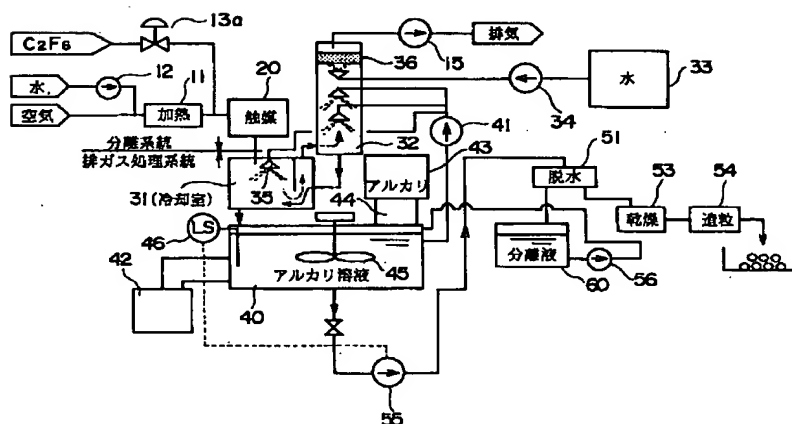 13a
C2F6
水
12
空気
11
加熱
20
触媒
分離系統
排ガス処理系統
31(冷却室)
35
36
15
排気
水
33
34
41
32
43
アルカリ
44
LS
46
42
アルカリ溶液
45
40
51
脱水
53
乾燥
54
造粒
分離液
60
56
55